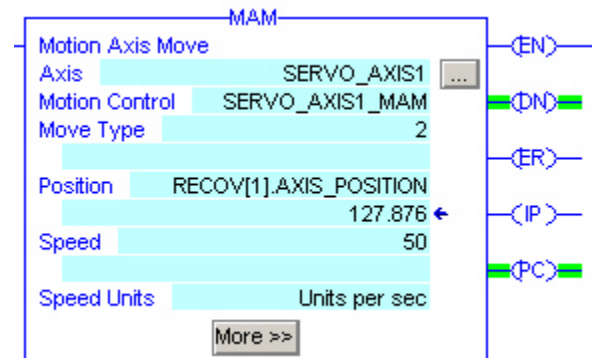 MAM
Motion Axis Move (EN)
Axis SERVO_AXIS1 ...
Motion Control SERVO_AXIS1_MAM (DN)
Move Type 2
(ER)
Position RECOV[1].AXIS_POSITION
127.876 (IP)
Speed 50
(PC)
Speed Units Units per sec
More >>